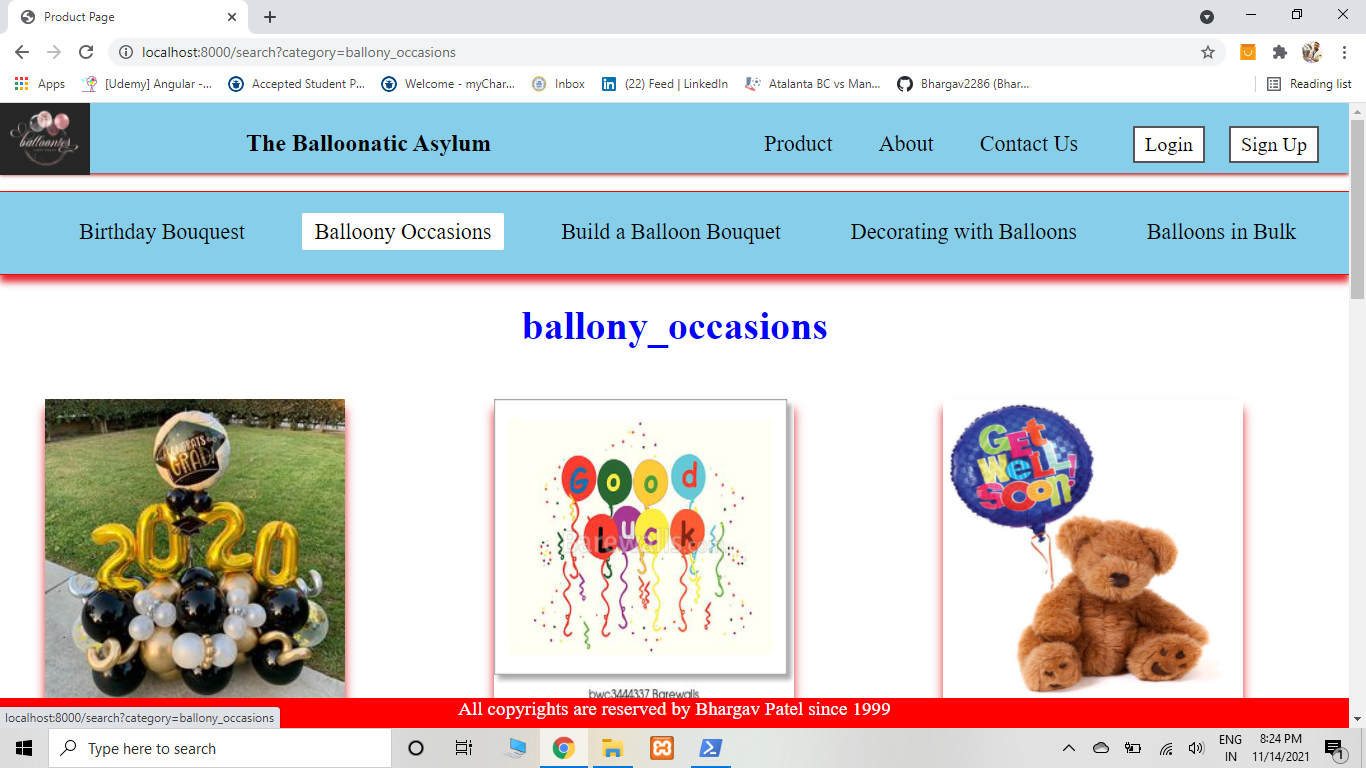 Product Page
localhost:8000/search?category=ballony_occasions
Apps [Udemy] Angular -... Accepted Student P... Welcome - myChar... Inbox (22) Feed | LinkedIn Atalanta BC vs Man... Bhargav2286 (Bhar... Reading list
The Balloonatic Asylum Product About Contact Us Login Sign Up
Birthday Bouquest Balloony Occasions Build a Balloon Bouquet Decorating with Balloons Balloons in Bulk
ballony_occasions
CONGRATS
GRAD!
2020
Good
Luck
Barewalls.com
bwc3444337 Barewalls
Get
Well!
Soon
All copyrights are reserved by Bhargav Patel since 1999
localhost:8000/search?category=ballony_occasions
Type here to search
ENG
IN
8:24 PM
11/14/2021
1